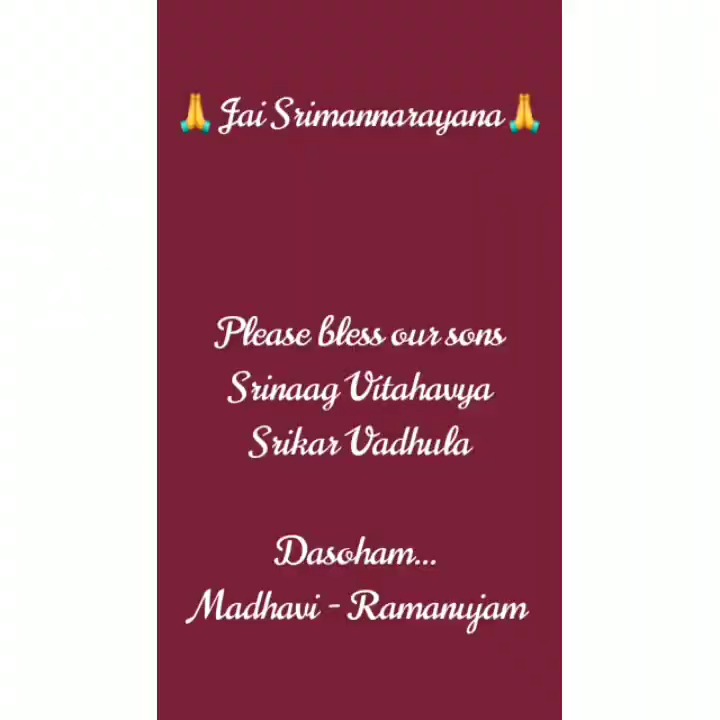 🙏 Jai Srimannarayana 🙏
Please bless our sons
Srinaag Vitahavya
Srikar Vadhula
Dasoham...
Madhavi - Ramanujam